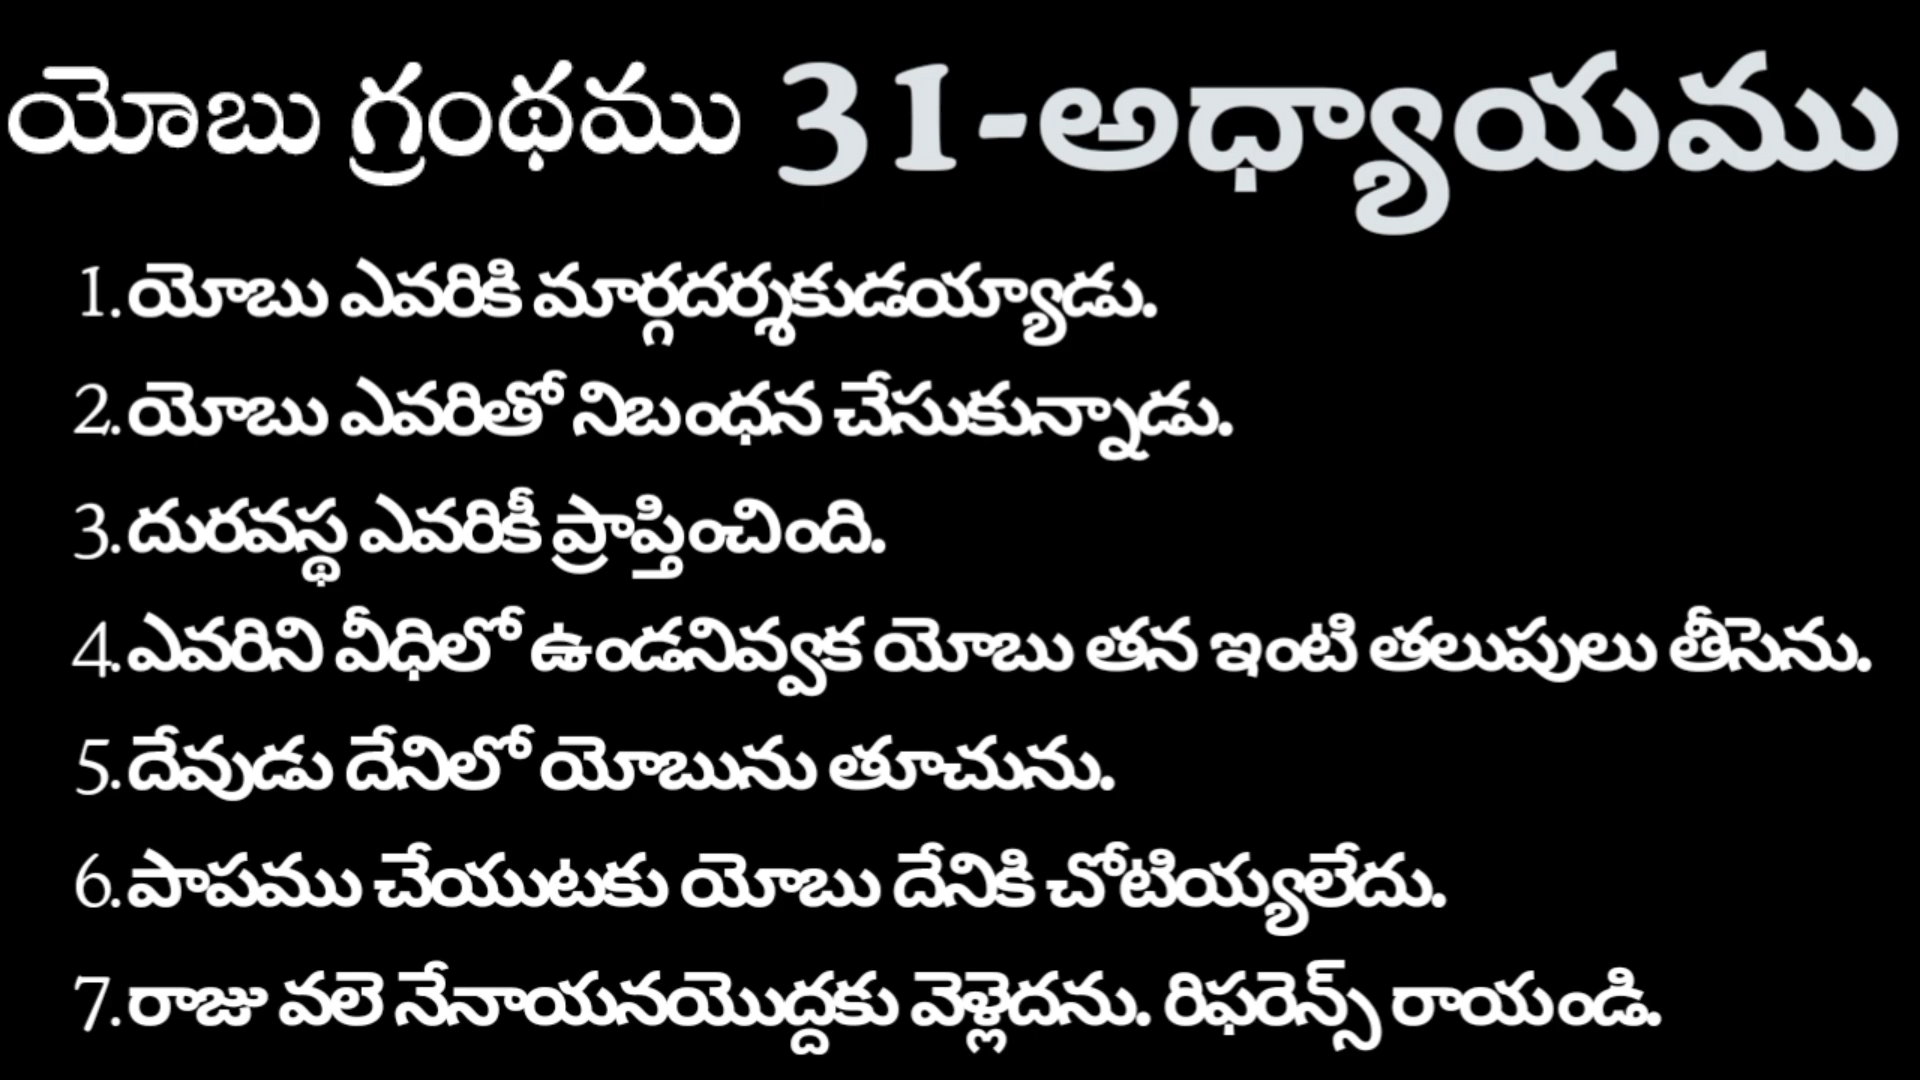 యోబు గ్రంథము 31-అధ్యాయము
1.యోబు ఎవరికి మార్గదర్శకుడయ్యాడు.
2.యోబు ఎవరితో నిబంధన చేసుకున్నాడు.
3.దురవస్థ ఎవరికీ ప్రాప్తించింది.
4.ఎవరిని వీధిలో ఉండనివ్వక యోబు తన ఇంటి తలుపులు తీసెను.
5.దేవుడు దేనిలో యోబును తూచును.
6.పాపము చేయుటకు యోబు దేనికి చోటియ్యలేదు.
7.రాజు వలె నేనాయనయొద్దకు వెళ్లెదను. రిఫరెన్స్ రాయండి.